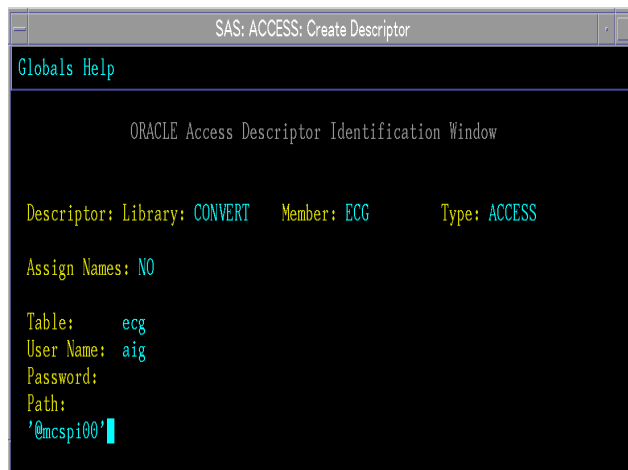 SAS: ACCESS: Create Descriptor
Globals Help
ORACLE Access Descriptor Identification Window
Descriptor: Library: CONVERT Member: ECG Type: ACCESS
Assign Names: NO
Table: ecg
User Name: aig
Password:
Path:
'@mcspi00'